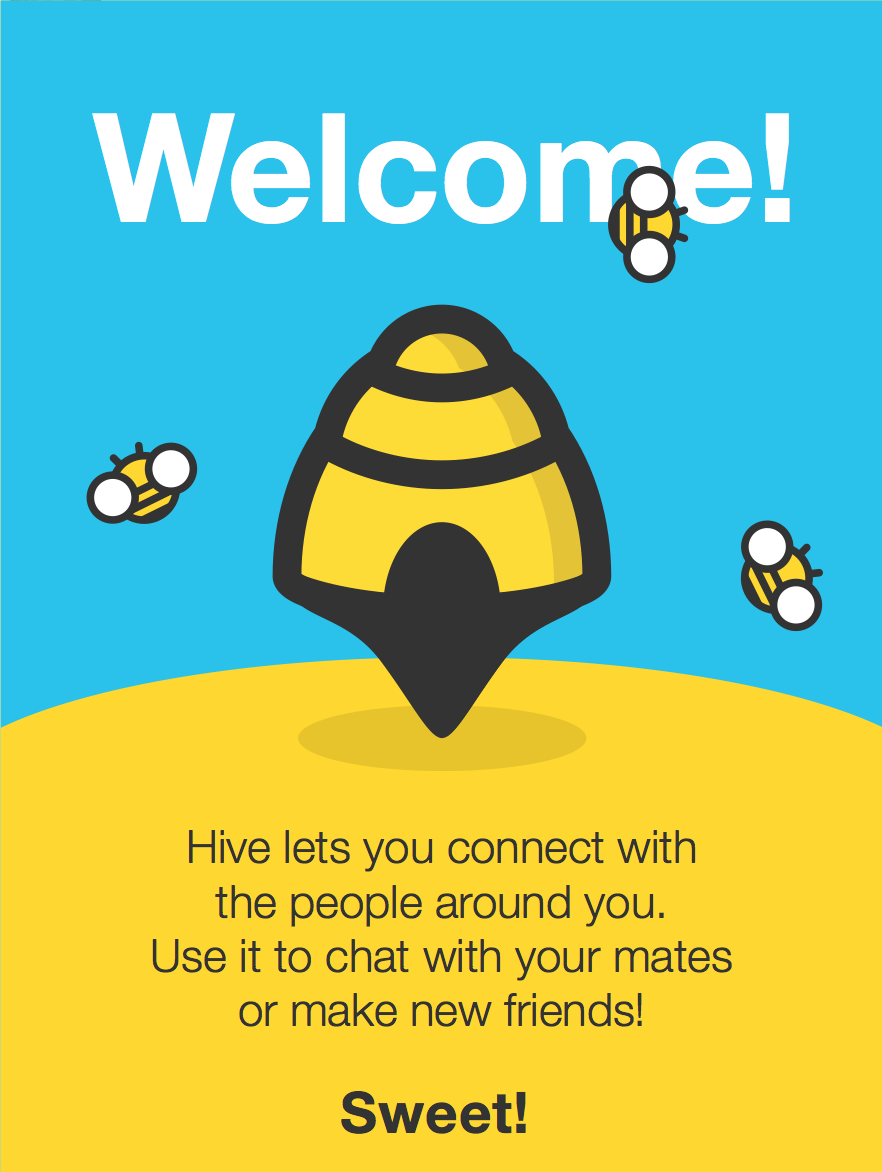 Welcome!
Hive lets you connect with
the people around you.
Use it to chat with your mates
or make new friends!
Sweet!